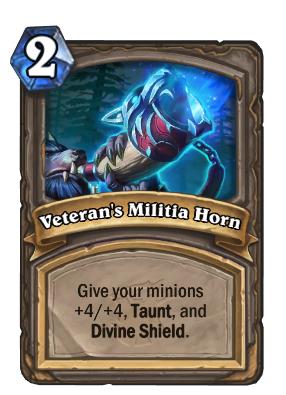 2
Veteran's Militia Horn
Give your minions
+4/+4, Taunt, and
Divine Shield.